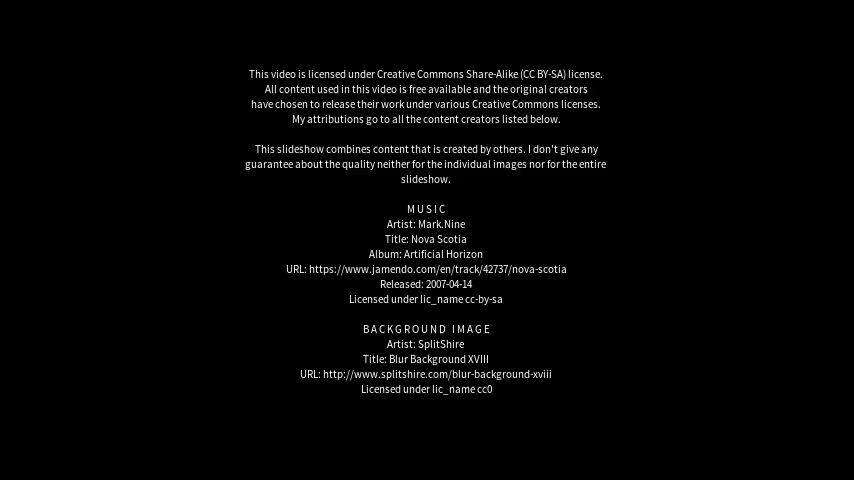 This video is licensed under Creative Commons Share-Alike (CC BY-SA) license.
All content used in this video is free available and the original creators
have chosen to release their work under various Creative Commons licenses.
My attributions go to all the content creators listed below.
This slideshow combines content that is created by others. I don't give any
guarantee about the quality neither for the individual images nor for the entire
slideshow.
MUSIC
Artist: Mark.Nine
Title: Nova Scotia
Album: Artificial Horizon
URL: https://www.jamendo.com/en/track/42737/nova-scotia
Released: 2007-04-14
Licensed under lic_name cc-by-sa
BACKGROUND IMAGE
Artist: SplitShire
Title: Blur Background XVIII
URL: http://www.splitshire.com/blur-background-xviii
Licensed under lic_name cc0